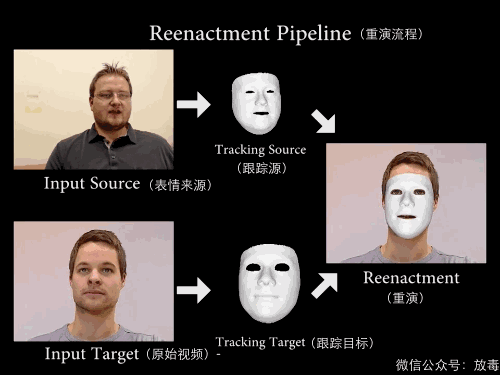 Reenactment Pipeline（重演流程）
Input Source（表情来源）
Tracking Source
（跟踪源）
Reenactment
（重演）
Input Target（原始视频）-
Tracking Target（跟踪目标）
微信公众号：放毒